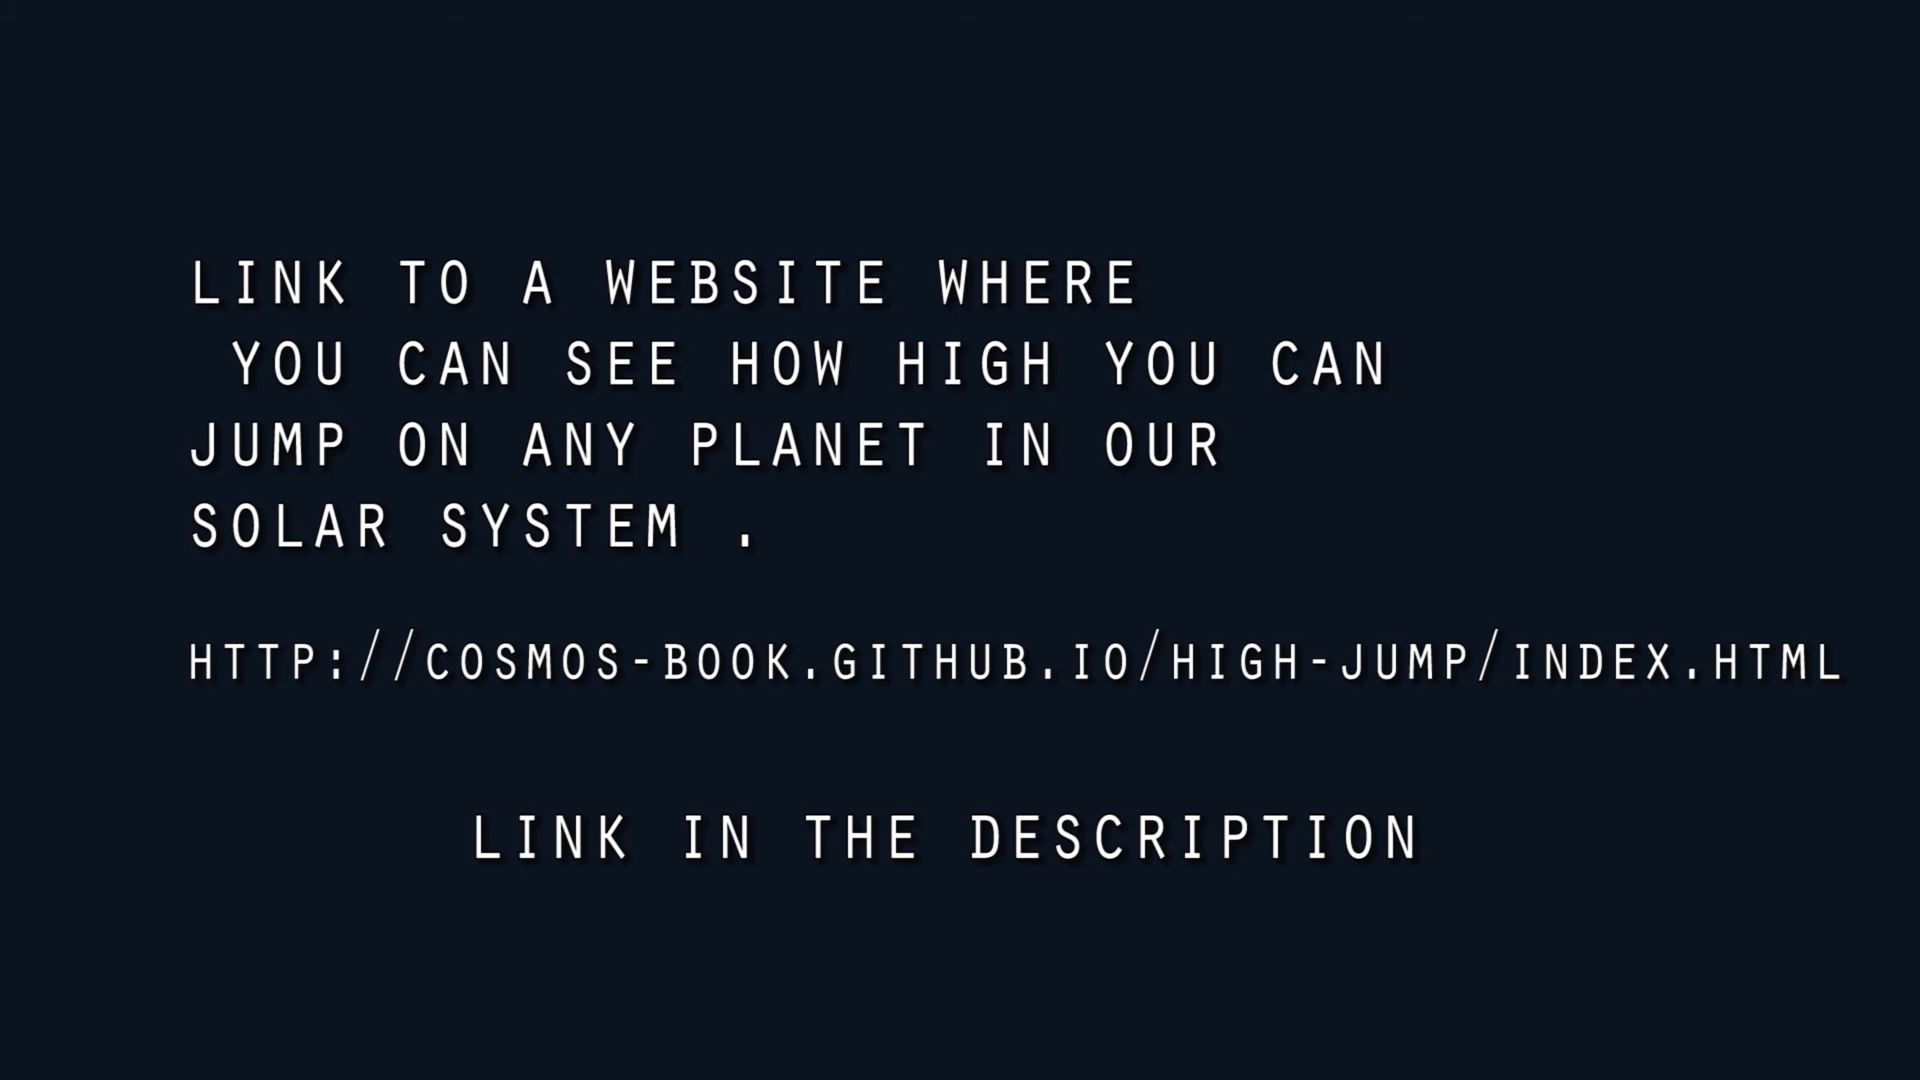 LINK TO A WEBSITE WHERE
YOU CAN SEE HOW HIGH YOU CAN
JUMP ON ANY PLANET IN OUR
SOLAR SYSTEM .
HTTP://COSMOS-BOOK.GITHUB.IO/HIGH-JUMP/INDEX.HTML
LINK IN THE DESCRIPTION